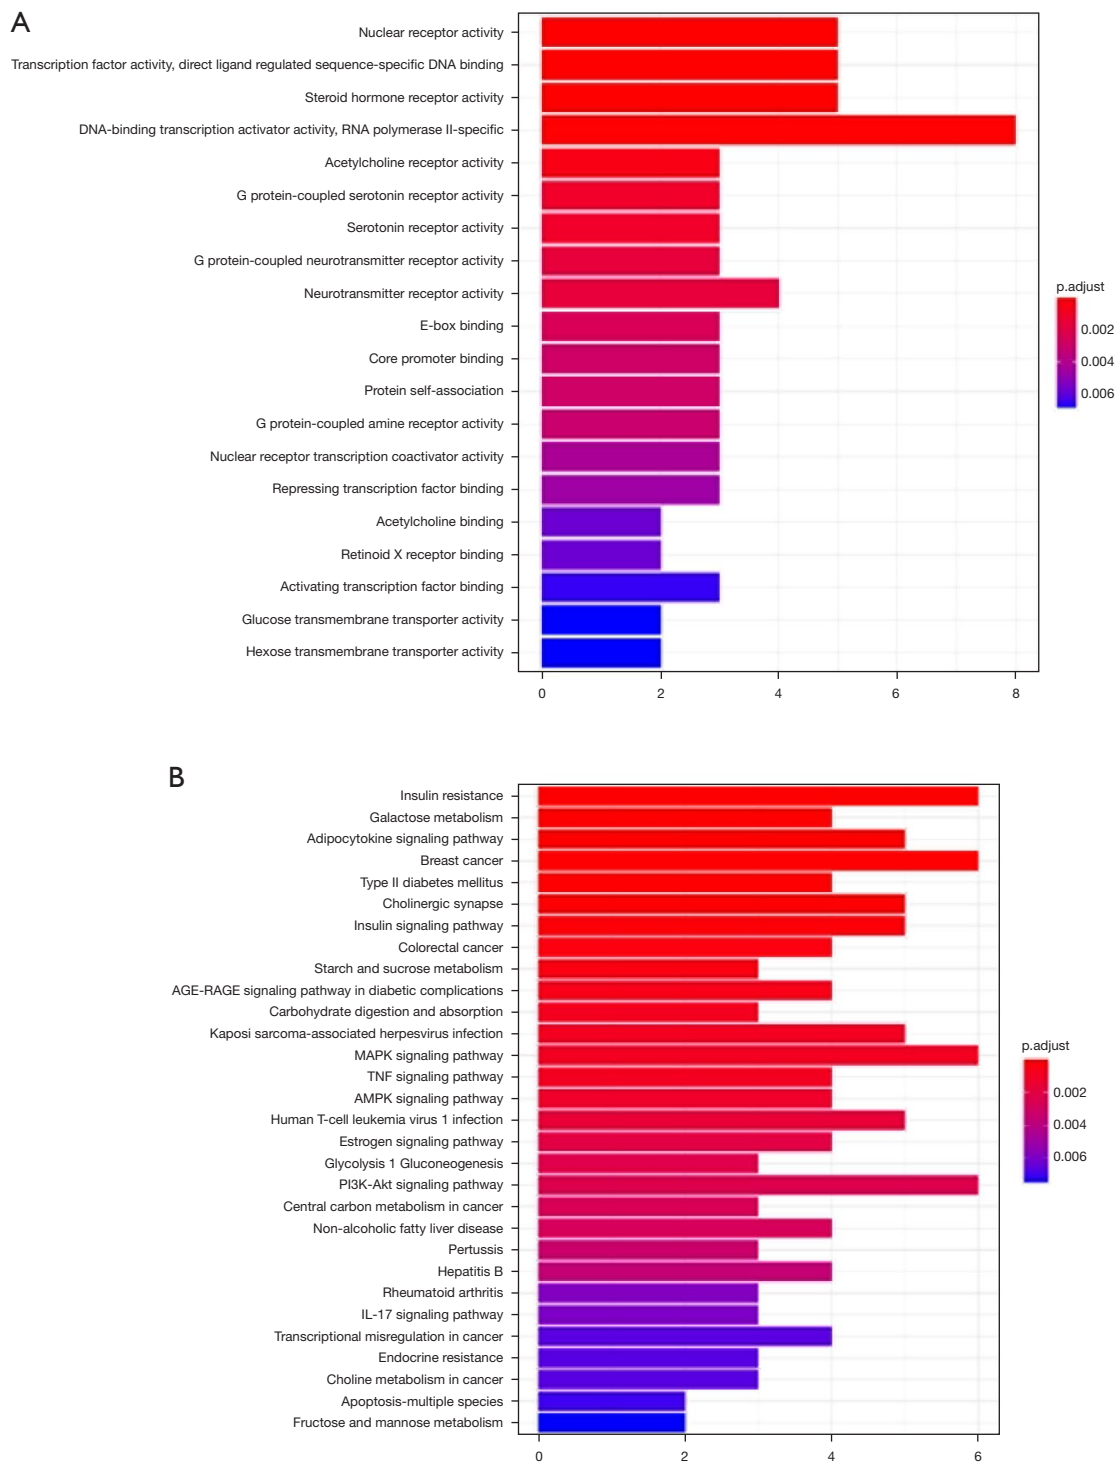 A
Nuclear receptor activity
Transcription factor activity, direct ligand regulated sequence-specific DNA binding
Steroid hormone receptor activity
DNA-binding transcription activator activity, RNA polymerase II-specific
Acetylcholine receptor activity
G protein-coupled serotonin receptor activity
Serotonin receptor activity
G protein-coupled neurotransmitter receptor activity
Neurotransmitter receptor activity
E-box binding
Core promoter binding
Protein self-association
G protein-coupled amine receptor activity
Nuclear receptor transcription coactivator activity
Repressing transcription factor binding
Acetylcholine binding
Retinoid X receptor binding
Activating transcription factor binding
Glucose transmembrane transporter activity
Hexose transmembrane transporter activity
0 2 4 6 8
p.adjust
0.002
0.004
0.006
B
Insulin resistance
Galactose metabolism
Adipocytokine signaling pathway
Breast cancer
Type II diabetes mellitus
Cholinergic synapse
Insulin signaling pathway
Colorectal cancer
Starch and sucrose metabolism
AGE-RAGE signaling pathway in diabetic complications
Carbohydrate digestion and absorption
Kaposi sarcoma-associated herpesvirus infection
MAPK signaling pathway
TNF signaling pathway
AMPK signaling pathway
Human T-cell leukemia virus 1 infection
Estrogen signaling pathway
Glycolysis 1 Gluconeogenesis
PI3K-Akt signaling pathway
Central carbon metabolism in cancer
Non-alcoholic fatty liver disease
Pertussis
Hepatitis B
Rheumatoid arthritis
IL-17 signaling pathway
Transcriptional misregulation in cancer
Endocrine resistance
Choline metabolism in cancer
Apoptosis-multiple species
Fructose and mannose metabolism
0 2 4 6
p.adjust
0.002
0.004
0.006